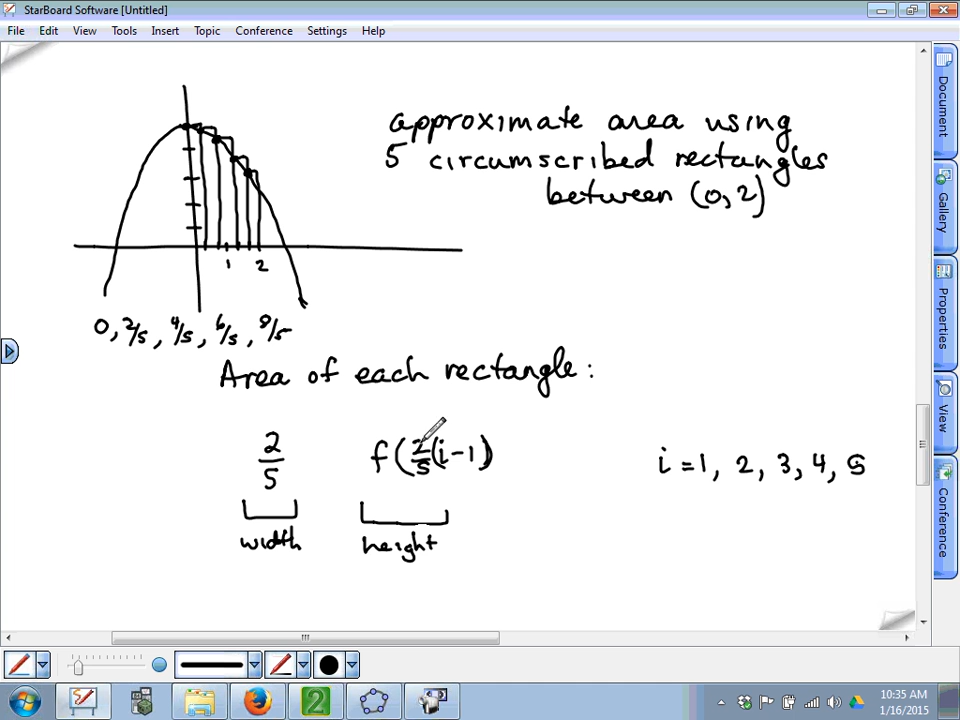 StarBoard Software [Untitled]
File Edit View Tools Insert Topic Conference Settings Help
approximate area using
5 circumscribed rectangles
between (0, 2)
1 2
0, 2/5, 4/5, 6/5, 8/5
Area of each rectangle:
2/5 f(2/5(i-1))
i = 1, 2, 3, 4, 5
width height
Document
Gallery
Properties
View
Conference
2
10:35 AM
1/16/2015